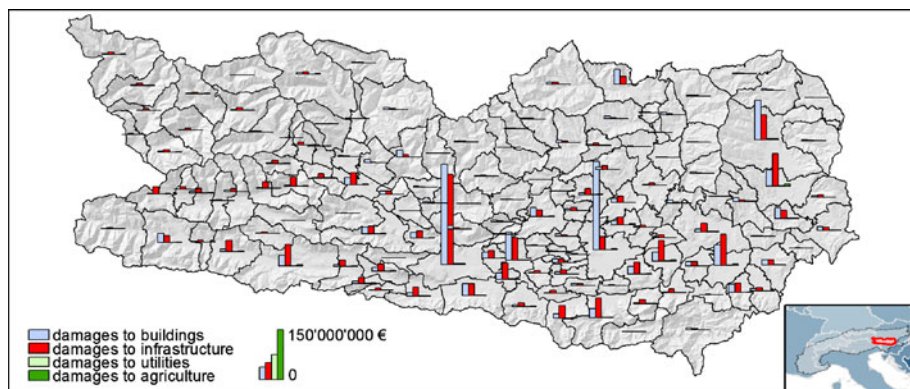 damages to buildings
damages to infrastructure
damages to utilities
damages to agriculture
150'000'000 €
0